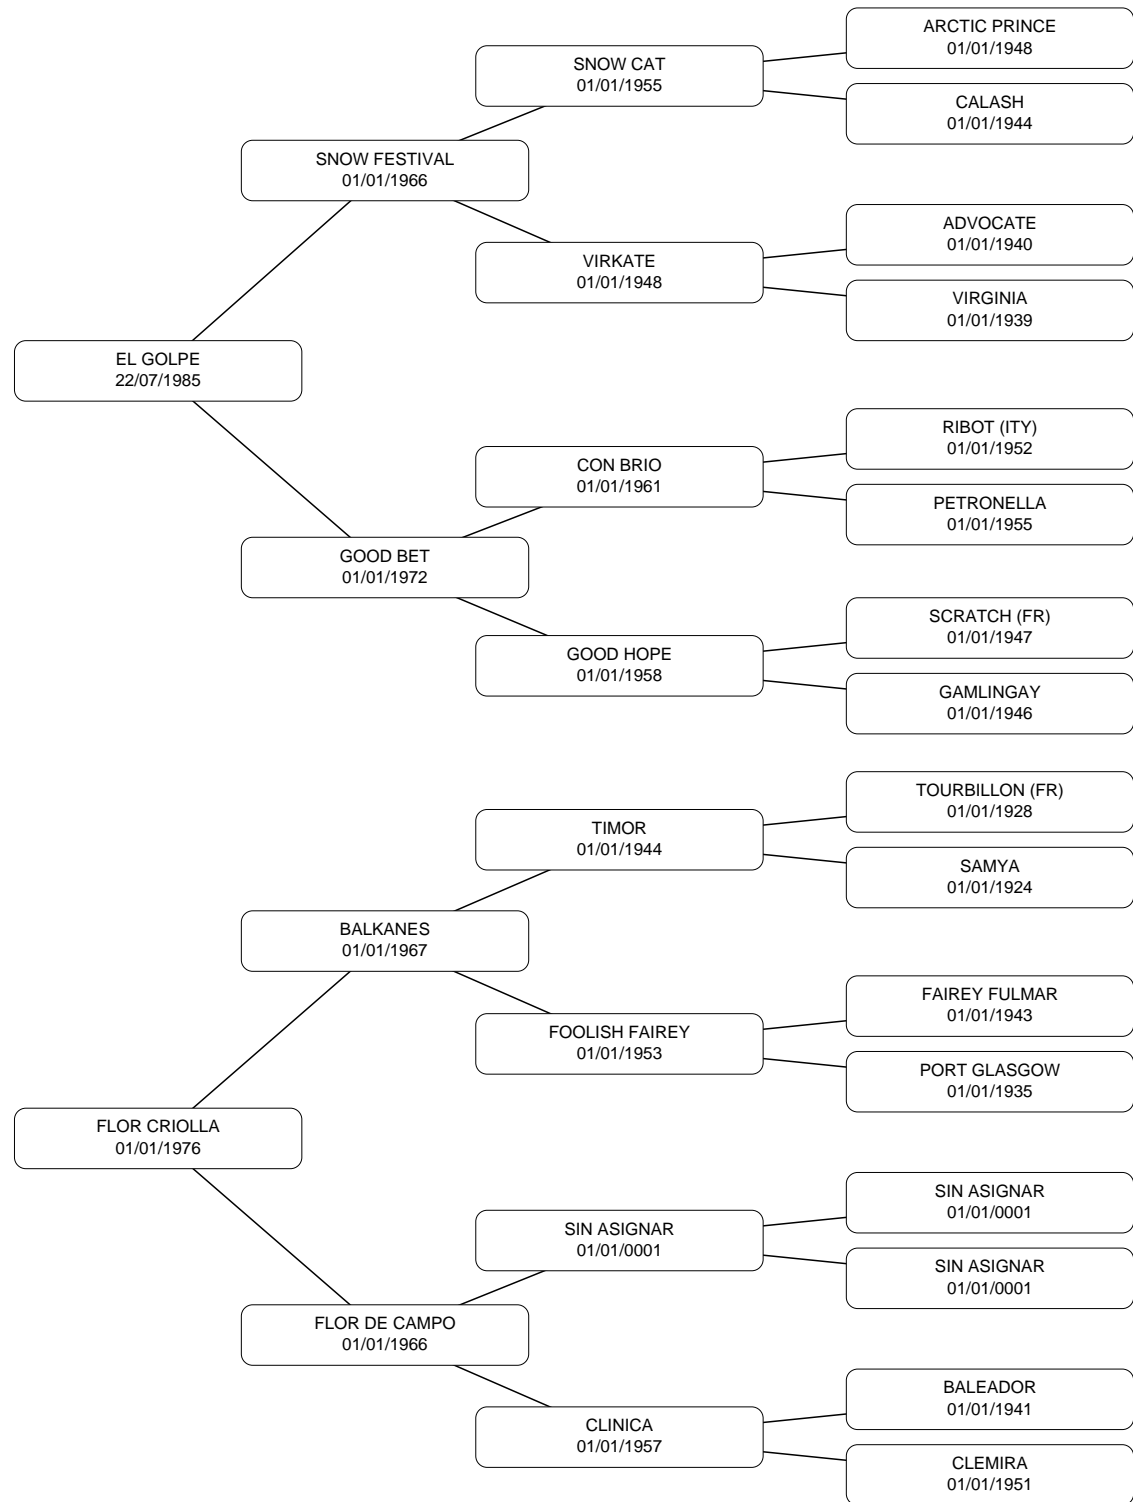 ARCTIC PRINCE
01/01/1948
SNOW CAT
01/01/1955
CALASH
01/01/1944
SNOW FESTIVAL
01/01/1966
ADVOCATE
01/01/1940
VIRKATE
01/01/1948
VIRGINIA
01/01/1939
EL GOLPE
22/07/1985
RIBOT (ITY)
01/01/1952
CON BRIO
01/01/1961
PETRONELLA
01/01/1955
GOOD BET
01/01/1972
SCRATCH (FR)
01/01/1947
GOOD HOPE
01/01/1958
GAMLINGAY
01/01/1946
TOURBILLON (FR)
01/01/1928
TIMOR
01/01/1944
SAMYA
01/01/1924
BALKANES
01/01/1967
FAIREY FULMAR
01/01/1943
FOOLISH FAIREY
01/01/1953
PORT GLASGOW
01/01/1935
FLOR CRIOLLA
01/01/1976
SIN ASIGNAR
01/01/0001
SIN ASIGNAR
01/01/0001
SIN ASIGNAR
01/01/0001
FLOR DE CAMPO
01/01/1966
BALEADOR
01/01/1941
CLINICA
01/01/1957
CLEMIRA
01/01/1951